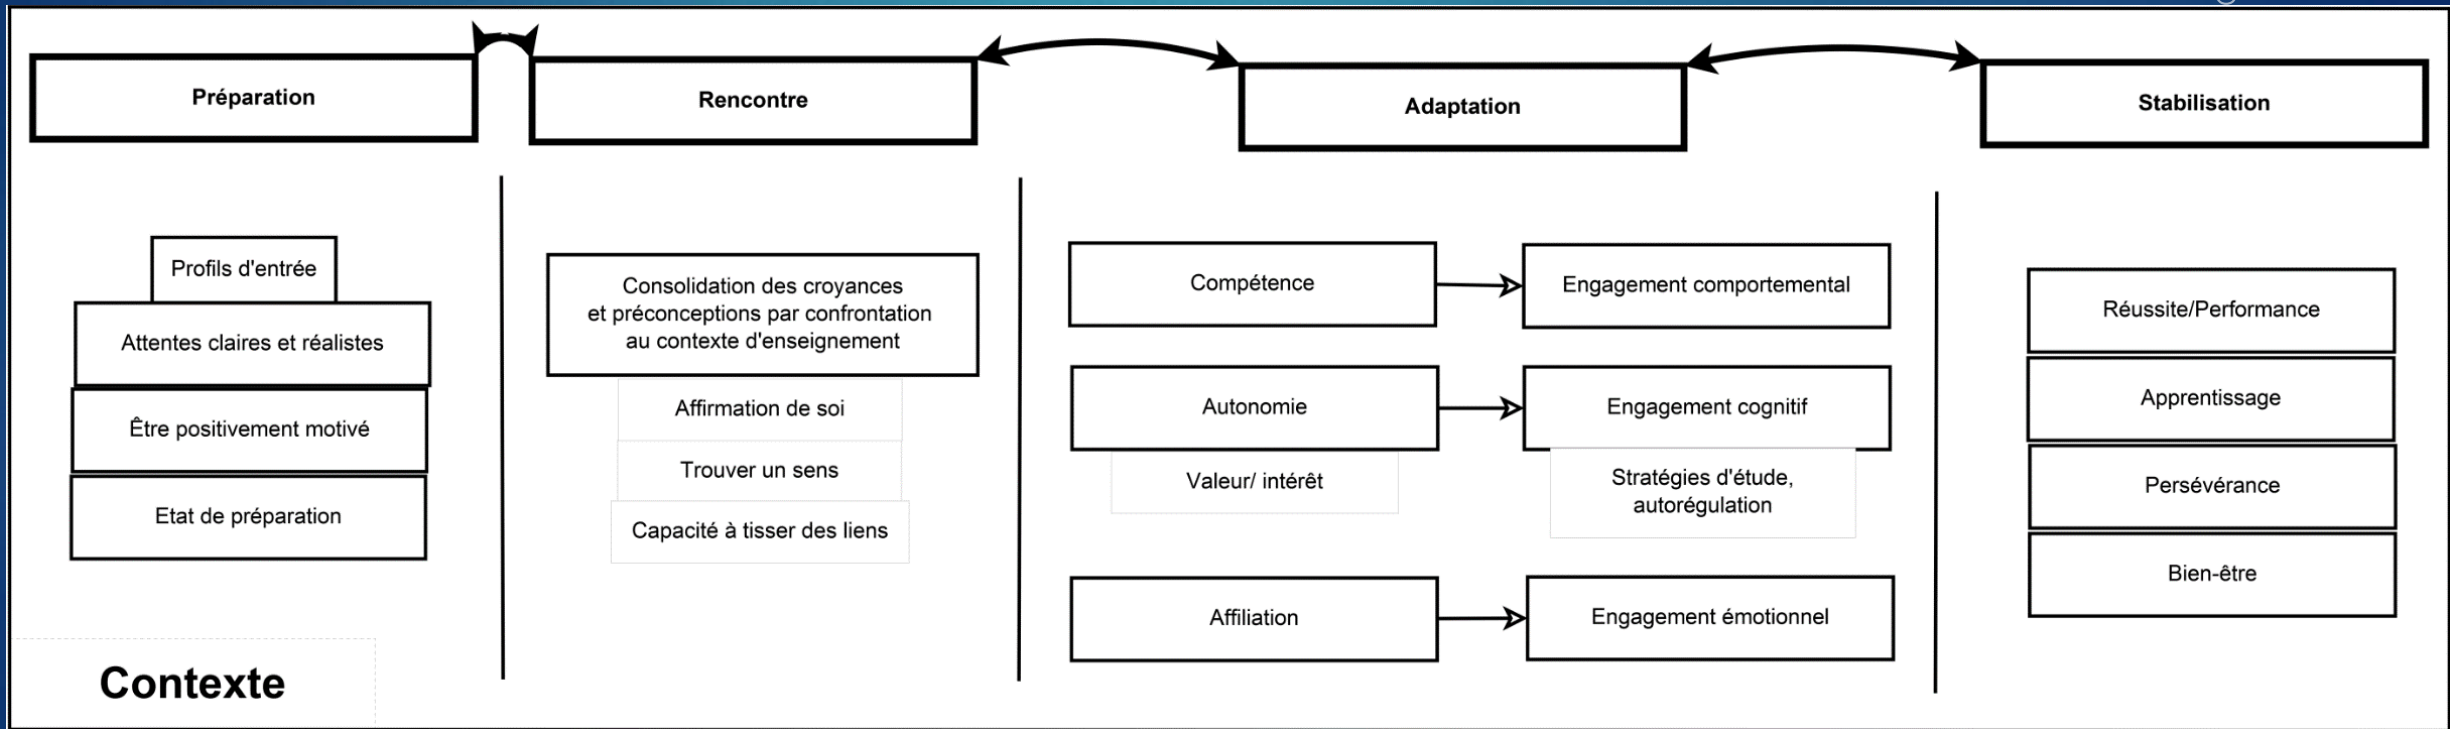 Préparation
Rencontre
Adaptation
Stabilisation
Profils d'entrée
Attentes claires et réalistes
Être positivement motivé
Etat de préparation
Consolidation des croyances
et préconceptions par confrontation
au contexte d'enseignement
Affirmation de soi
Trouver un sens
Capacité à tisser des liens
Compétence
Engagement comportemental
Autonomie
Engagement cognitif
Valeur/ intérêt
Stratégies d'étude,
autorégulation
Affiliation
Engagement émotionnel
Réussite/Performance
Apprentissage
Persévérance
Bien-être
Contexte